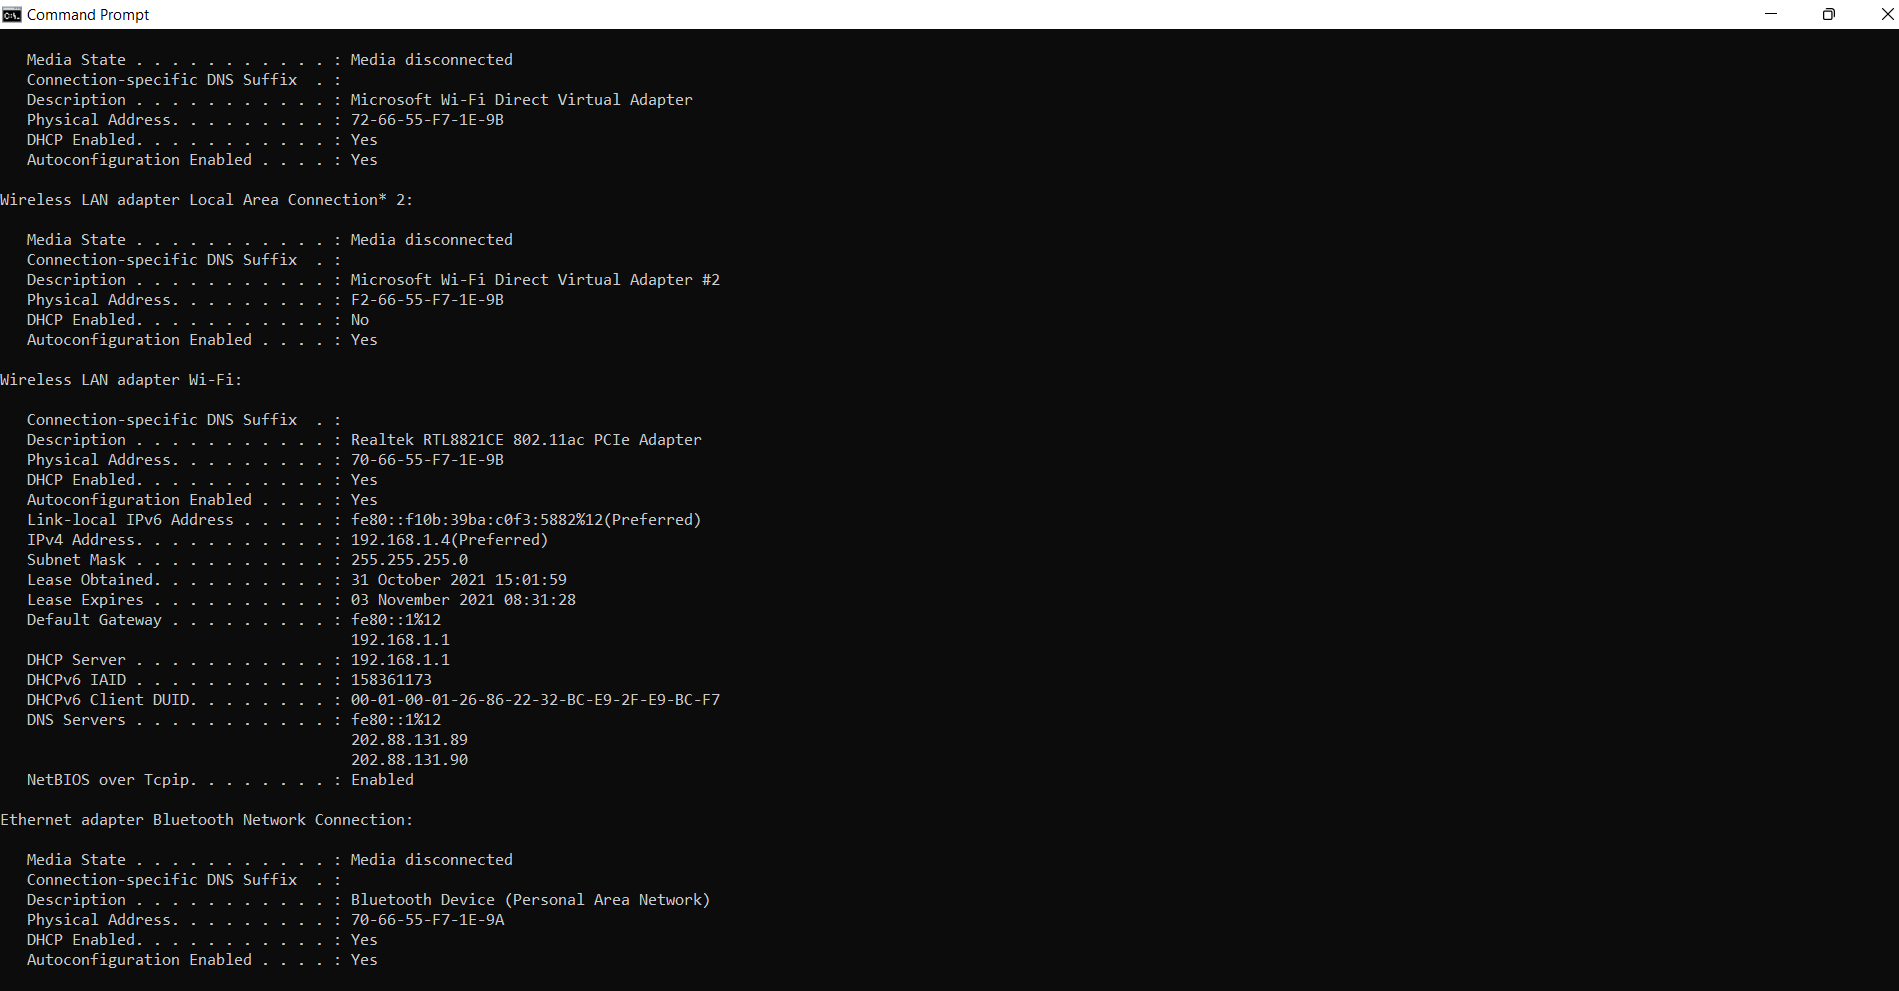 Command Prompt
Media State . . . . . . . . . . . : Media disconnected
Connection-specific DNS Suffix  . :
Description . . . . . . . . . . . : Microsoft Wi-Fi Direct Virtual Adapter
Physical Address. . . . . . . . . : 72-66-55-F7-1E-9B
DHCP Enabled. . . . . . . . . . . : Yes
Autoconfiguration Enabled . . . . : Yes
Wireless LAN adapter Local Area Connection* 2:
Media State . . . . . . . . . . . : Media disconnected
Connection-specific DNS Suffix  . :
Description . . . . . . . . . . . : Microsoft Wi-Fi Direct Virtual Adapter #2
Physical Address. . . . . . . . . : F2-66-55-F7-1E-9B
DHCP Enabled. . . . . . . . . . . : No
Autoconfiguration Enabled . . . . : Yes
Wireless LAN adapter Wi-Fi:
Connection-specific DNS Suffix  . :
Description . . . . . . . . . . . : Realtek RTL8821CE 802.11ac PCIe Adapter
Physical Address. . . . . . . . . : 70-66-55-F7-1E-9B
DHCP Enabled. . . . . . . . . . . : Yes
Autoconfiguration Enabled . . . . : Yes
Link-local IPv6 Address . . . . . : fe80::f10b:39ba:c0f3:5882%12(Preferred)
IPv4 Address. . . . . . . . . . . : 192.168.1.4(Preferred)
Subnet Mask . . . . . . . . . . . : 255.255.255.0
Lease Obtained. . . . . . . . . . : 31 October 2021 15:01:59
Lease Expires . . . . . . . . . . : 03 November 2021 08:31:28
Default Gateway . . . . . . . . . : fe80::1%12
192.168.1.1
DHCP Server . . . . . . . . . . . : 192.168.1.1
DHCPv6 IAID . . . . . . . . . . . : 158361173
DHCPv6 Client DUID. . . . . . . . : 00-01-00-01-26-86-22-32-BC-E9-2F-E9-BC-F7
DNS Servers . . . . . . . . . . . : fe80::1%12
202.88.131.89
202.88.131.90
NetBIOS over Tcpip. . . . . . . . : Enabled
Ethernet adapter Bluetooth Network Connection:
Media State . . . . . . . . . . . : Media disconnected
Connection-specific DNS Suffix  . :
Description . . . . . . . . . . . : Bluetooth Device (Personal Area Network)
Physical Address. . . . . . . . . : 70-66-55-F7-1E-9A
DHCP Enabled. . . . . . . . . . . : Yes
Autoconfiguration Enabled . . . . : Yes